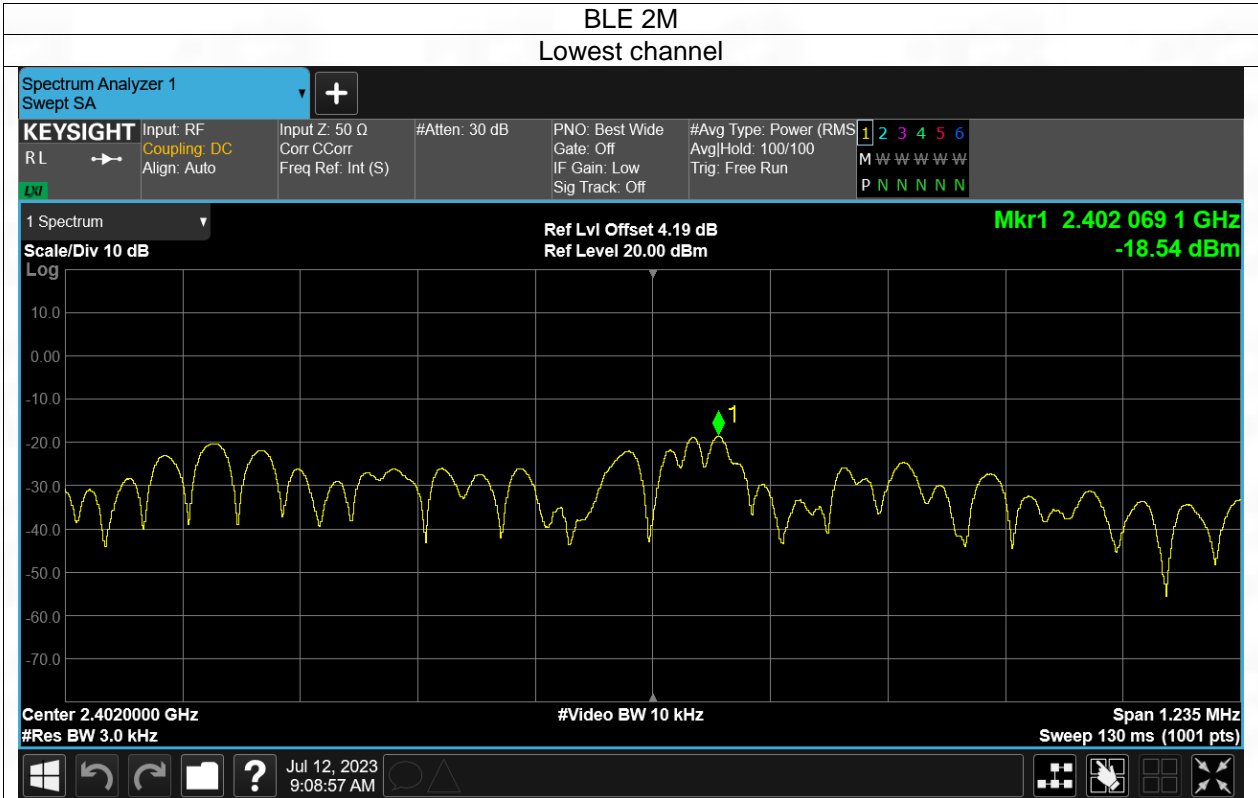 BLE 2M
Lowest channel
Spectrum Analyzer 1
Swept SA
KEYSIGHT
R L
LXI
Input: RF
Coupling: DC
Align: Auto
Input Z: 50 Ω
Corr CCorr
Freq Ref: Int (S)
#Atten: 30 dB
PNO: Best Wide
Gate: Off
IF Gain: Low
Sig Track: Off
#Avg Type: Power (RMS
Avg|Hold: 100/100
Trig: Free Run
1 2 3 4 5 6
M W W W W W
P N N N N N
1 Spectrum
Scale/Div 10 dB
Log
Ref Lvl Offset 4.19 dB
Ref Level 20.00 dBm
Mkr1 2.402 069 1 GHz
-18.54 dBm
10.0
0.00
-10.0
1
-20.0
-30.0
-40.0
-50.0
-60.0
-70.0
Center 2.4020000 GHz
#Video BW 10 kHz
Span 1.235 MHz
#Res BW 3.0 kHz
Sweep 130 ms (1001 pts)
?
Jul 12, 2023
9:08:57 AM